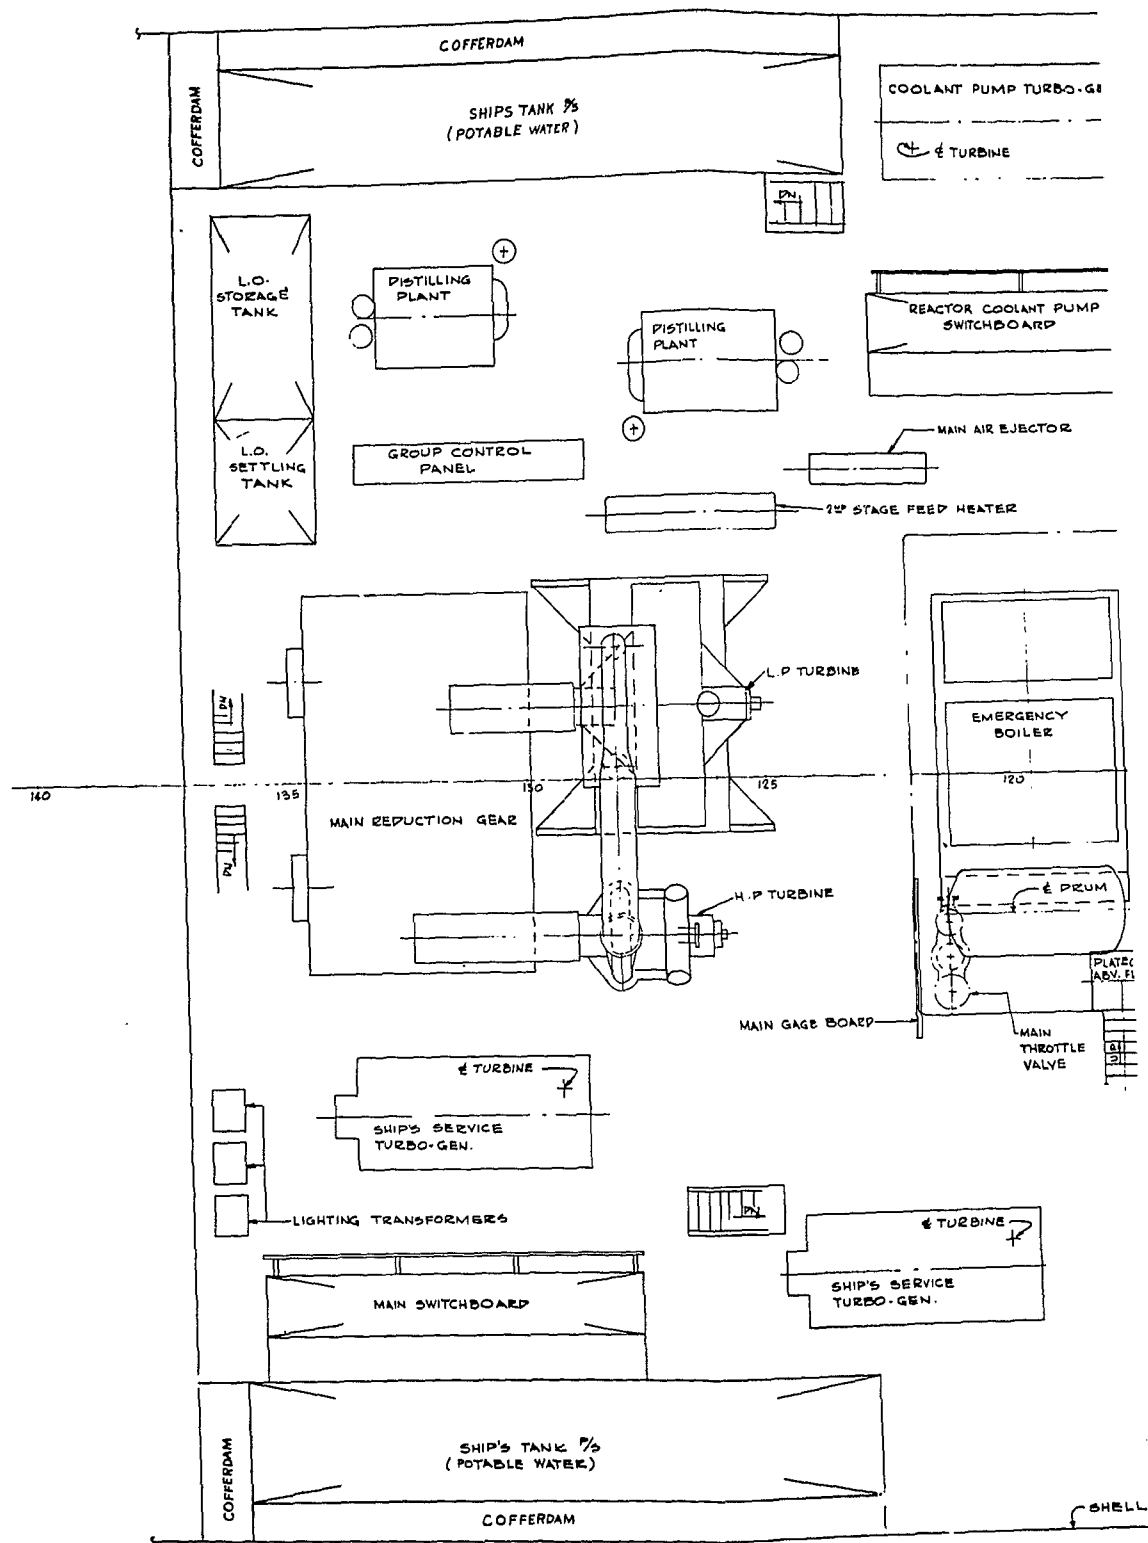 COFFERDAM
COFFERDAM
SHIPS TANK P/S
(POTABLE WATER)
COOLANT PUMP TURBO-GE
℄ TURBINE
DN
L.O.
STORAGE
TANK
DISTILLING
PLANT
DISTILLING
PLANT
REACTOR COOLANT PUMP
SWITCHBOARD
MAIN AIR EJECTOR
L.O.
SETTLING
TANK
GROUP CONTROL
PANEL
2ND STAGE FEED HEATER
L.P TURBINE
DN
EMERGENCY
BOILER
140
135
130
125
120
MAIN REDUCTION GEAR
DN
H.P TURBINE
℄ DRUM
MAIN GAGE BOARD
MAIN
THROTTLE
VALVE
℄ TURBINE
SHIP'S SERVICE
TURBO-GEN.
LIGHTING TRANSFORMERS
DN
℄ TURBINE
SHIP'S SERVICE
TURBO-GEN.
MAIN SWITCHBOARD
COFFERDAM
SHIP'S TANK P/S
(POTABLE WATER)
COFFERDAM
SHELL